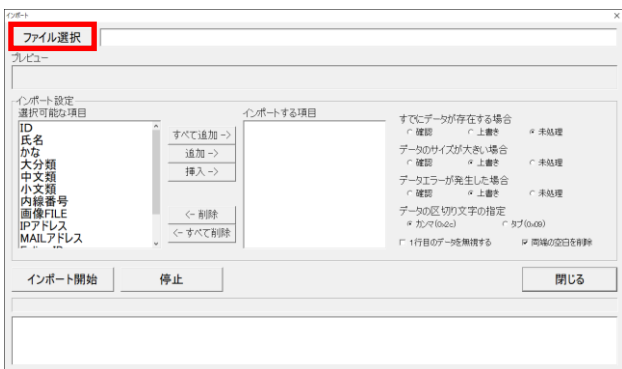 インポート
ファイル選択
プレビュー
インポート設定
選択可能な項目
ID
氏名
かな
大分類
中文類
小文類
内線番号
画像FILE
IPアドレス
MAILアドレス
すべて追加 ->
追加 ->
挿入 ->
<- 削除
<- すべて削除
インポートする項目
すでにデータが存在する場合
確認 上書き 未処理
データのサイズが大きい場合
確認 上書き 未処理
データエラーが発生した場合
確認 上書き 未処理
データの区切り文字の指定
カンマ(0x2c) タブ(0x09)
1行目のデータを無視する 両端の空白を削除
インポート開始 停止 閉じる